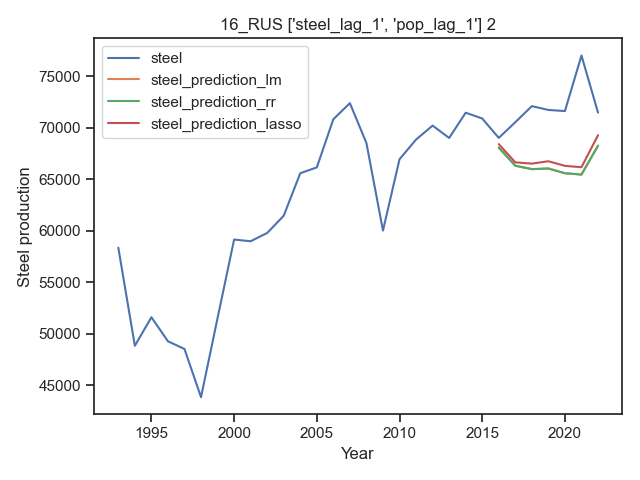 16_RUS ['steel_lag_1', 'pop_lag_1'] 2
steel
steel_prediction_lm
steel_prediction_rr
steel_prediction_lasso
75000
70000
65000
60000
55000
50000
45000
Steel production
1995 2000 2005 2010 2015 2020
Year